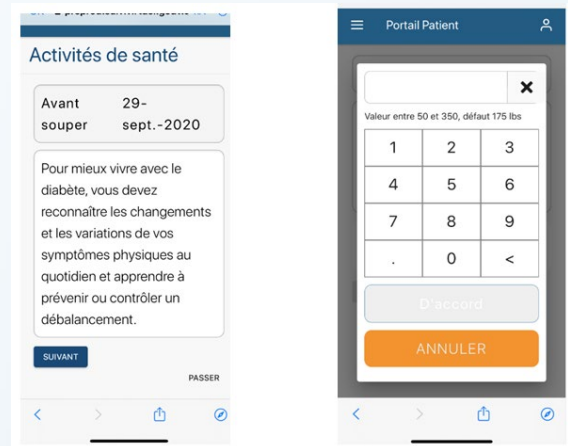 Activités de santé
Avant 29-
souper sept.-2020
Pour mieux vivre avec le
diabète, vous devez
reconnaître les changements
et les variations de vos
symptômes physiques au
quotidien et apprendre à
prévenir ou contrôler un
débalancement.
SUIVANT
PASSER
Portail Patient
Valeur entre 50 et 350, défaut 175 lbs
1 2 3
4 5 6
7 8 9
. 0 <
D'accord
ANNULER